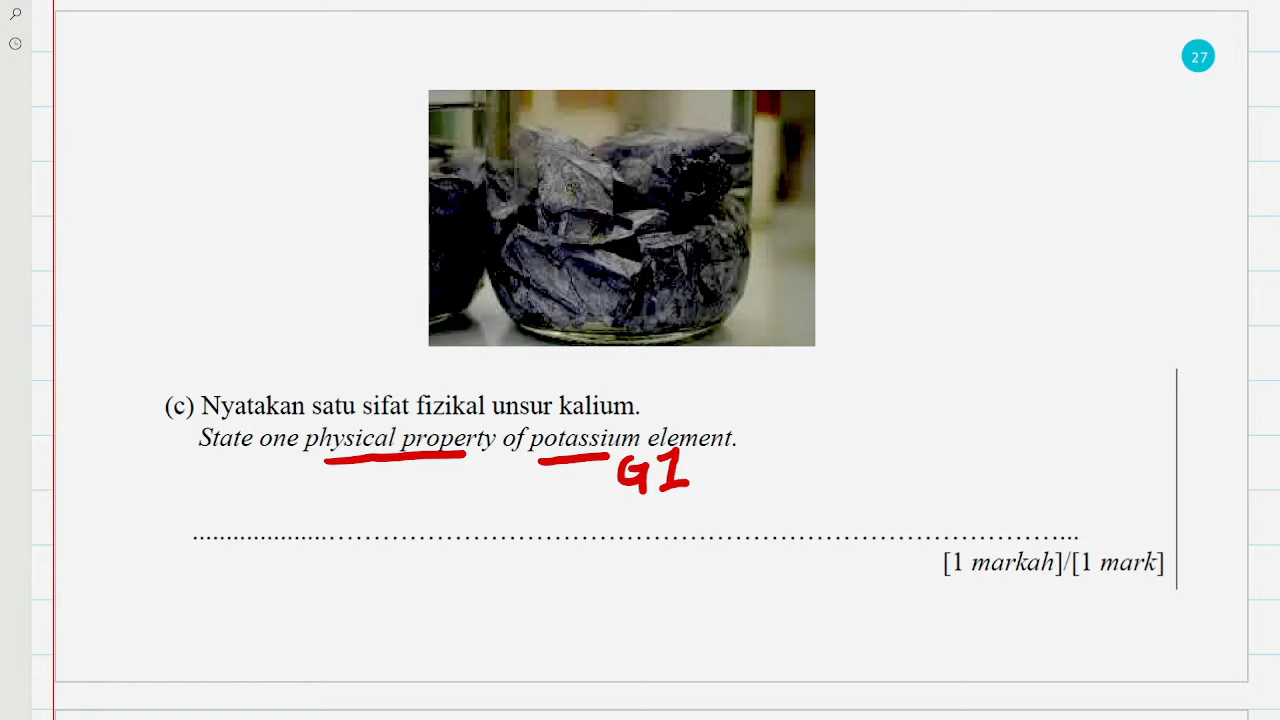 27
(c) Nyatakan satu sifat fizikal unsur kalium.
State one physical property of potassium element.
G1
................................................................................
[1 markah]/[1 mark]